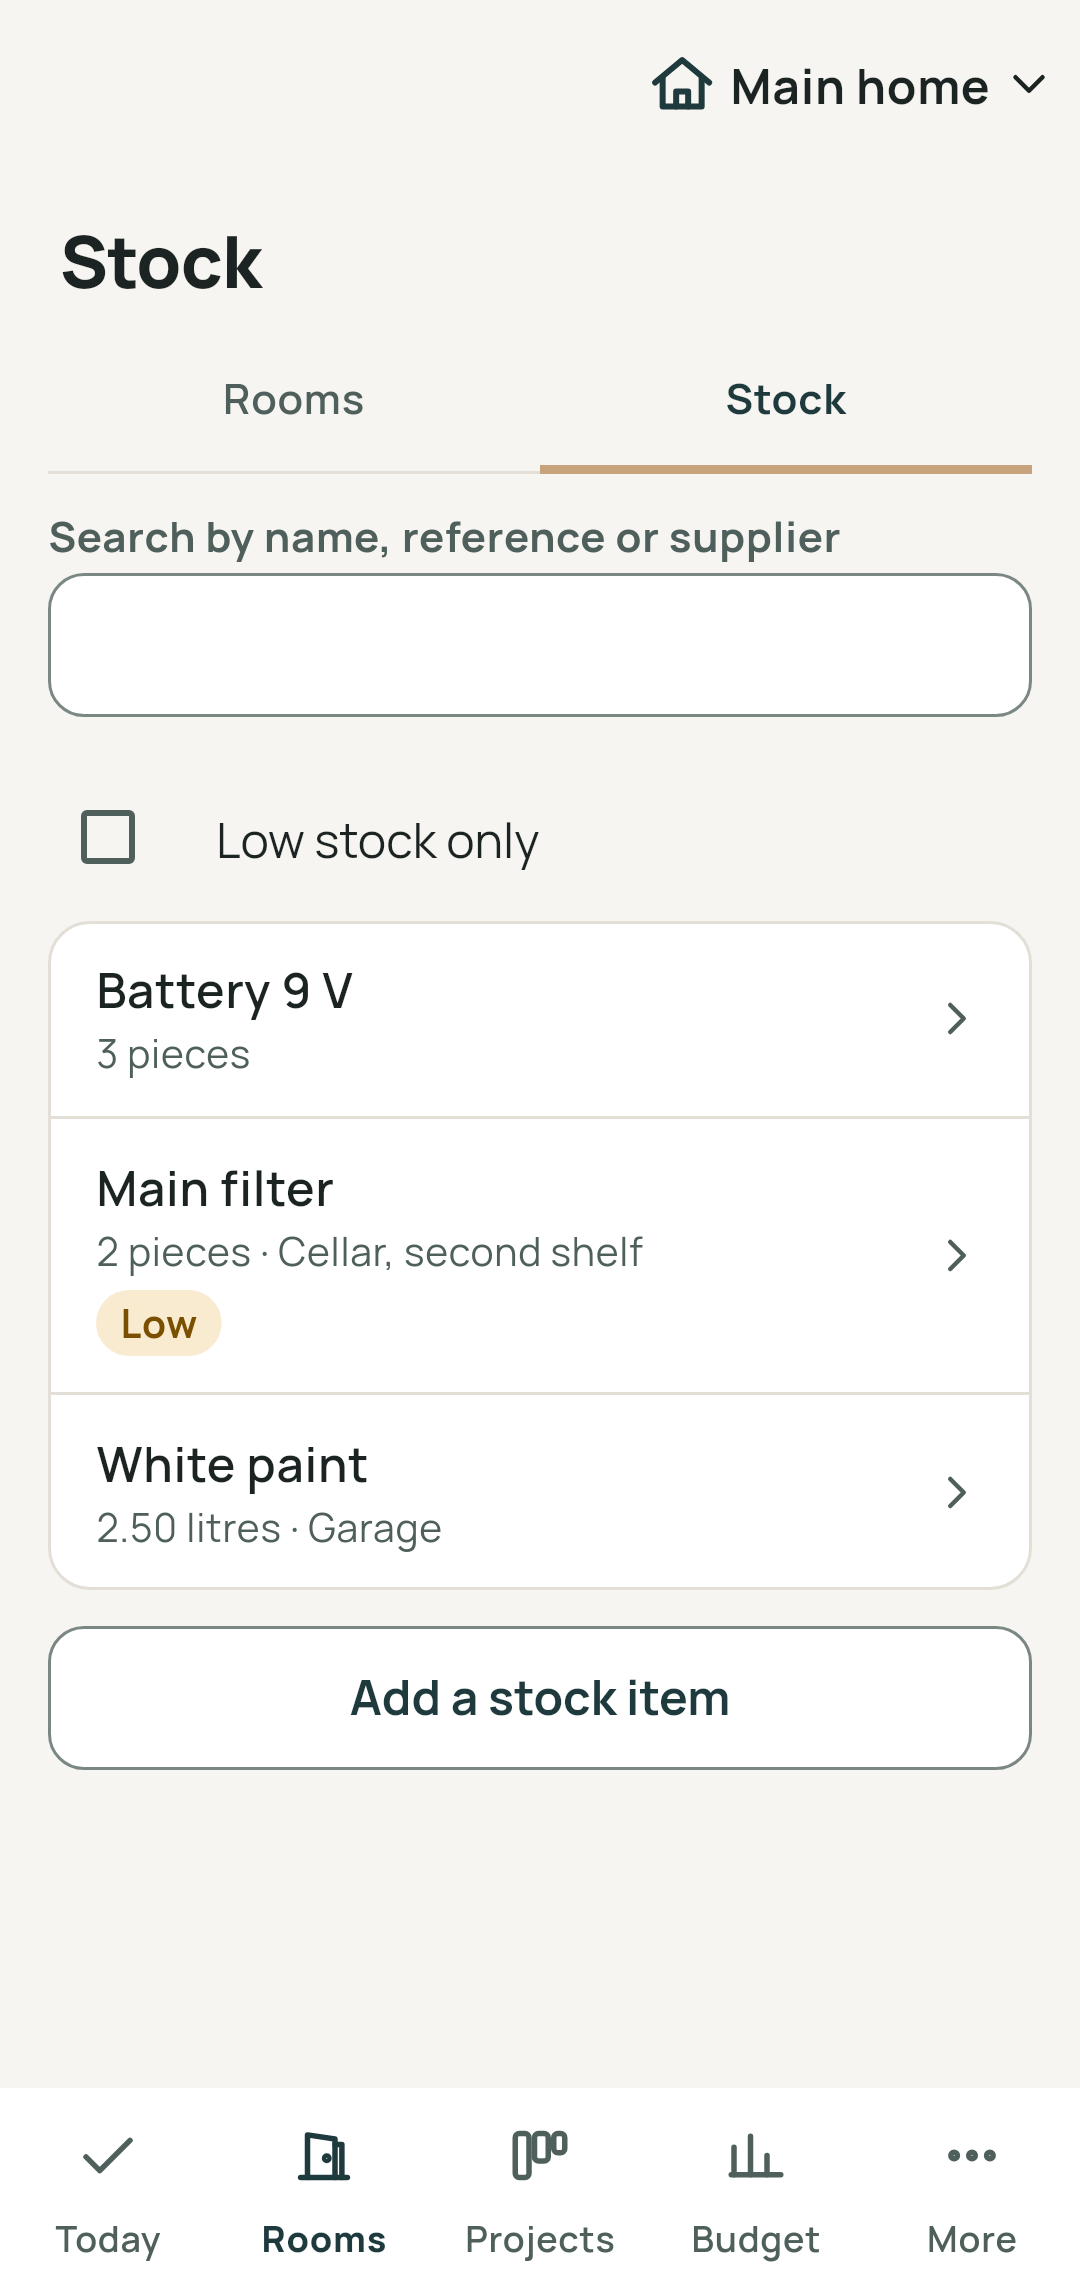 Main home
Stock
Rooms
Stock
Search by name, reference or supplier
Low stock only
Battery 9 V
3 pieces
Main filter
2 pieces · Cellar, second shelf
Low
White paint
2.50 litres · Garage
Add a stock item
Today
Rooms
Projects
Budget
More